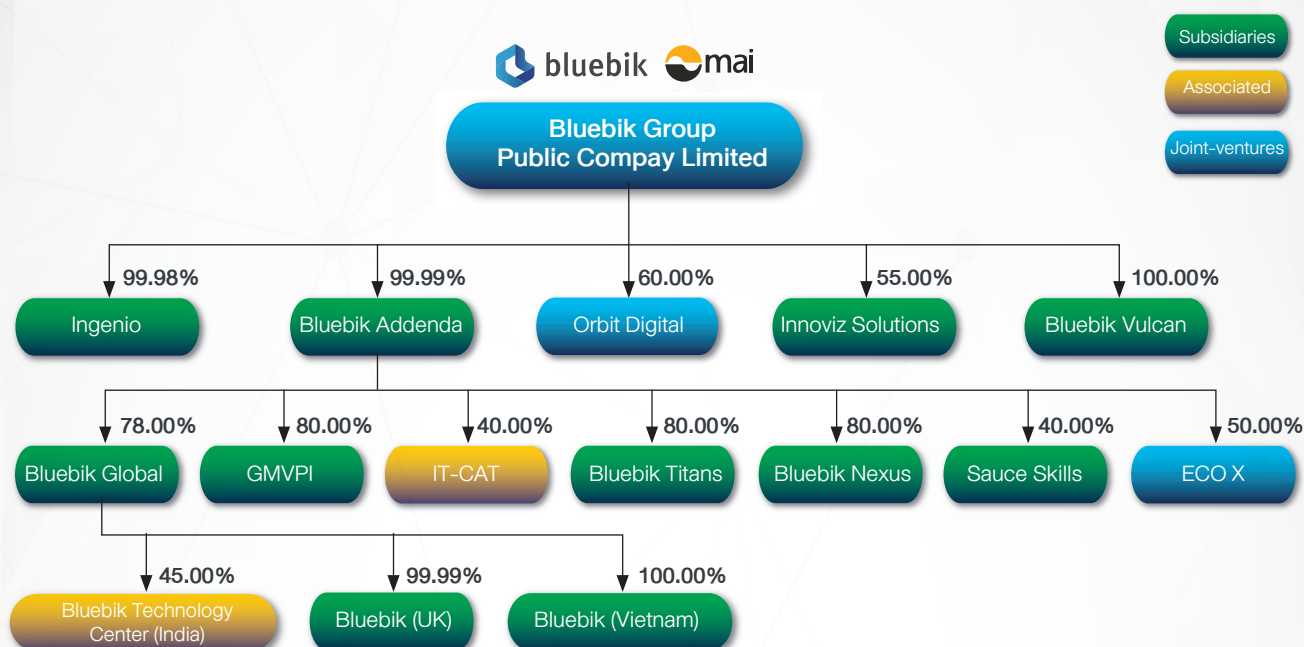 Subsidiaries
Associated
Joint-ventures
bluebik mai
Bluebik Group
Public Compay Limited
99.98% 99.99% 60.00% 55.00% 100.00%
Ingenio Bluebik Addenda Orbit Digital Innoviz Solutions Bluebik Vulcan
78.00% 80.00% 40.00% 80.00% 80.00% 40.00% 50.00%
Bluebik Global GMVPI IT-CAT Bluebik Titans Bluebik Nexus Sauce Skills ECO X
45.00% 99.99% 100.00%
Bluebik Technology
Center (India)
Bluebik (UK) Bluebik (Vietnam)